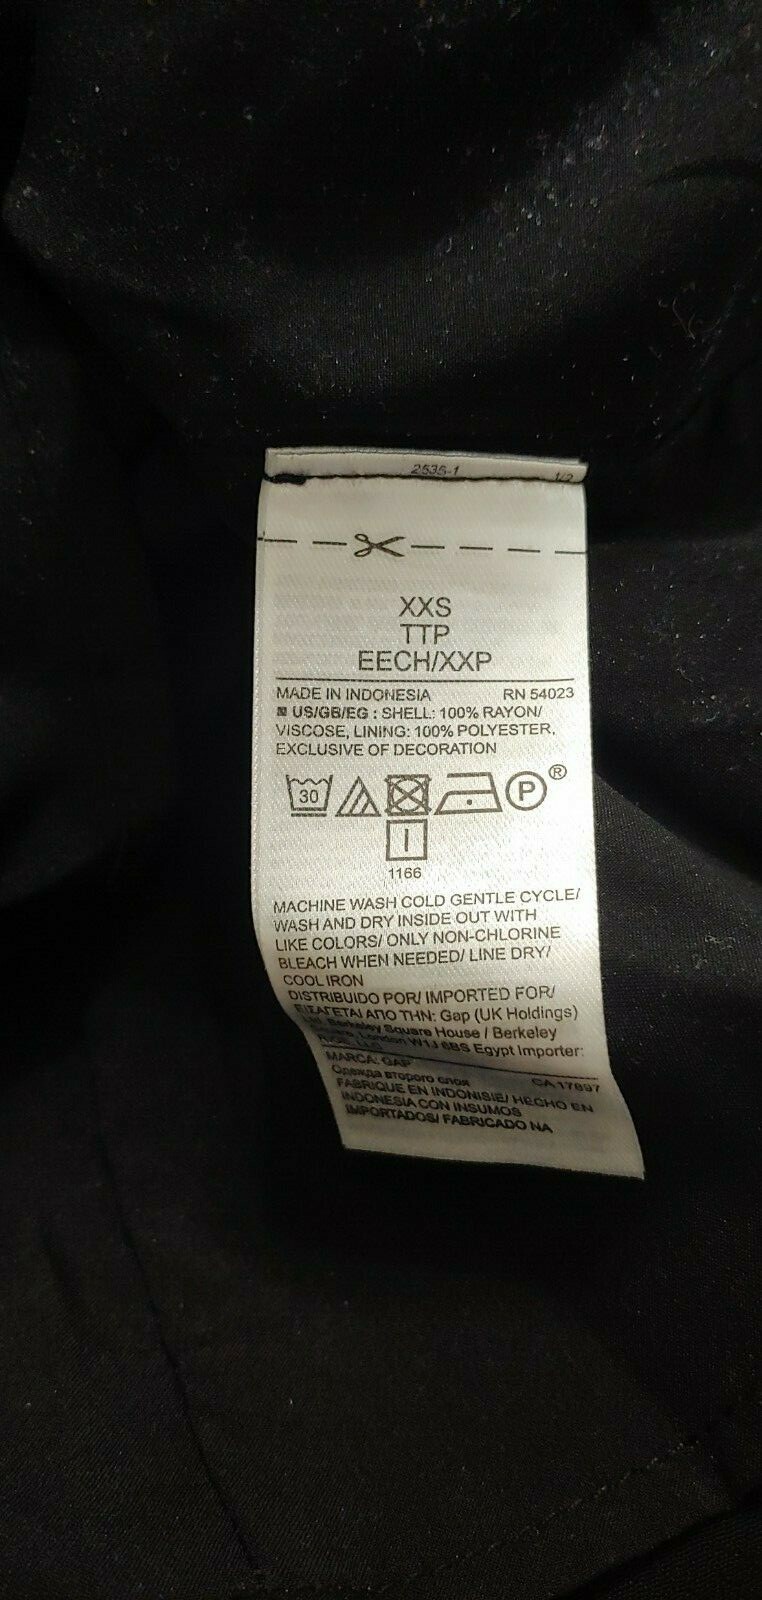 2535-1 1/2
XXS
TTP
EECH/XXP
MADE IN INDONESIA RN 54023
US/GB/EG : SHELL: 100% RAYON/
VISCOSE, LINING: 100% POLYESTER,
EXCLUSIVE OF DECORATION
30 P ®
1166
MACHINE WASH COLD GENTLE CYCLE/
WASH AND DRY INSIDE OUT WITH
LIKE COLORS/ ONLY NON-CHLORINE
BLEACH WHEN NEEDED/ LINE DRY/
COOL IRON
DISTRIBUIDO POR/ IMPORTED FOR/
ΕΙΣΑΓΕΤΑΙ ΑΠΟ ΤΗΝ: Gap (UK Holdings)
Berkeley Square House / Berkeley
London W1J 6BS Egypt Importer:
MARCA: GAP
Одежда второго слоя CA 17897
FABRIQUE EN INDONISIE/ HECHO EN
INDONESIA CON INSUMOS
IMPORTADOS/ FABRICADO NA